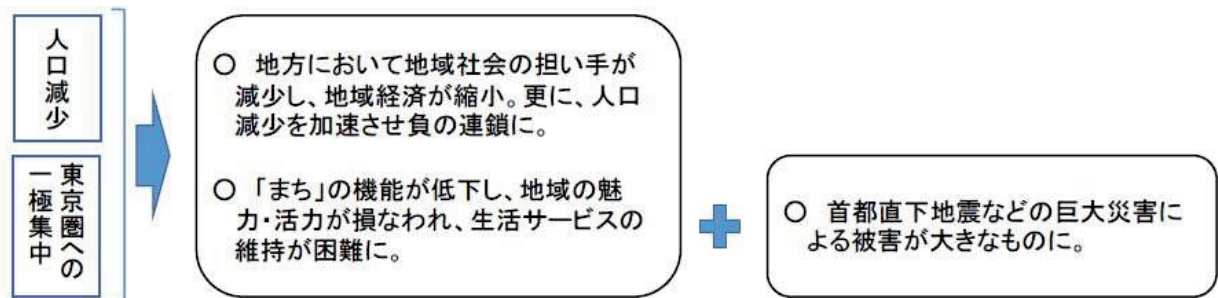 人口減少
東京圏への
一極集中
○ 地方において地域社会の担い手が
減少し、地域経済が縮小。更に、人口
減少を加速させ負の連鎖に。
○ 「まち」の機能が低下し、地域の魅
力・活力が損なわれ、生活サービスの
維持が困難に。
○ 首都直下地震などの巨大災害に
よる被害が大きなものに。